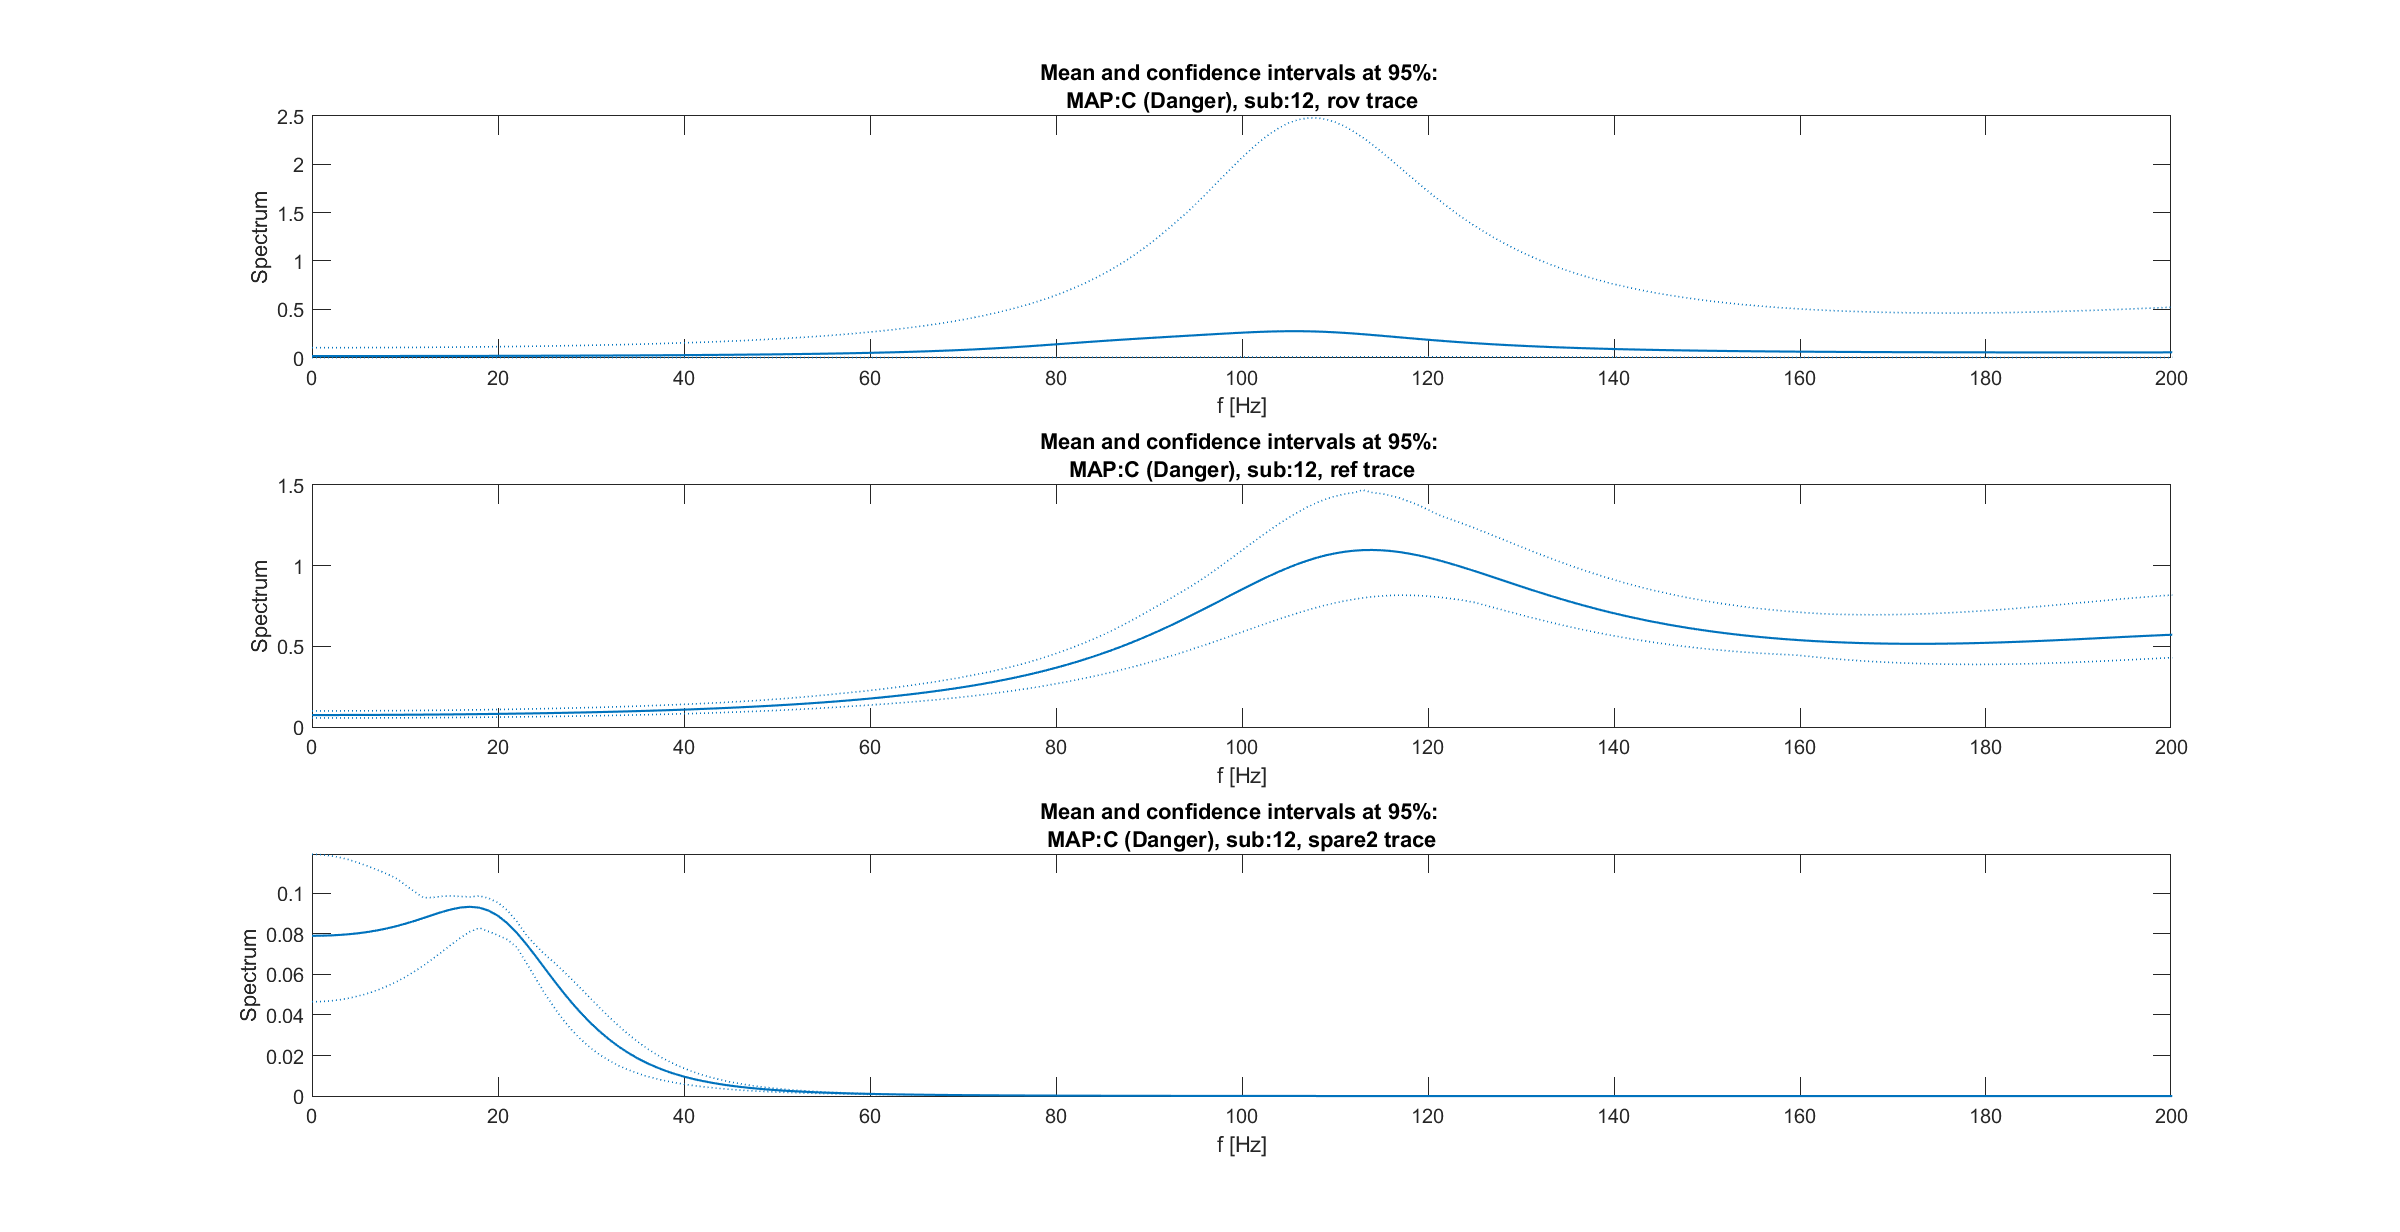 Mean and confidence intervals at 95%:
MAP:C (Danger), sub:12, rov trace
2.5
2
1.5
1
0.5
0
Spectrum
0 20 40 60 80 100 120 140 160 180 200
f [Hz]
Mean and confidence intervals at 95%:
MAP:C (Danger), sub:12, ref trace
1.5
1
0.5
0
Spectrum
0 20 40 60 80 100 120 140 160 180 200
f [Hz]
Mean and confidence intervals at 95%:
MAP:C (Danger), sub:12, spare2 trace
0.1
0.08
0.06
0.04
0.02
0
Spectrum
0 20 40 60 80 100 120 140 160 180 200
f [Hz]